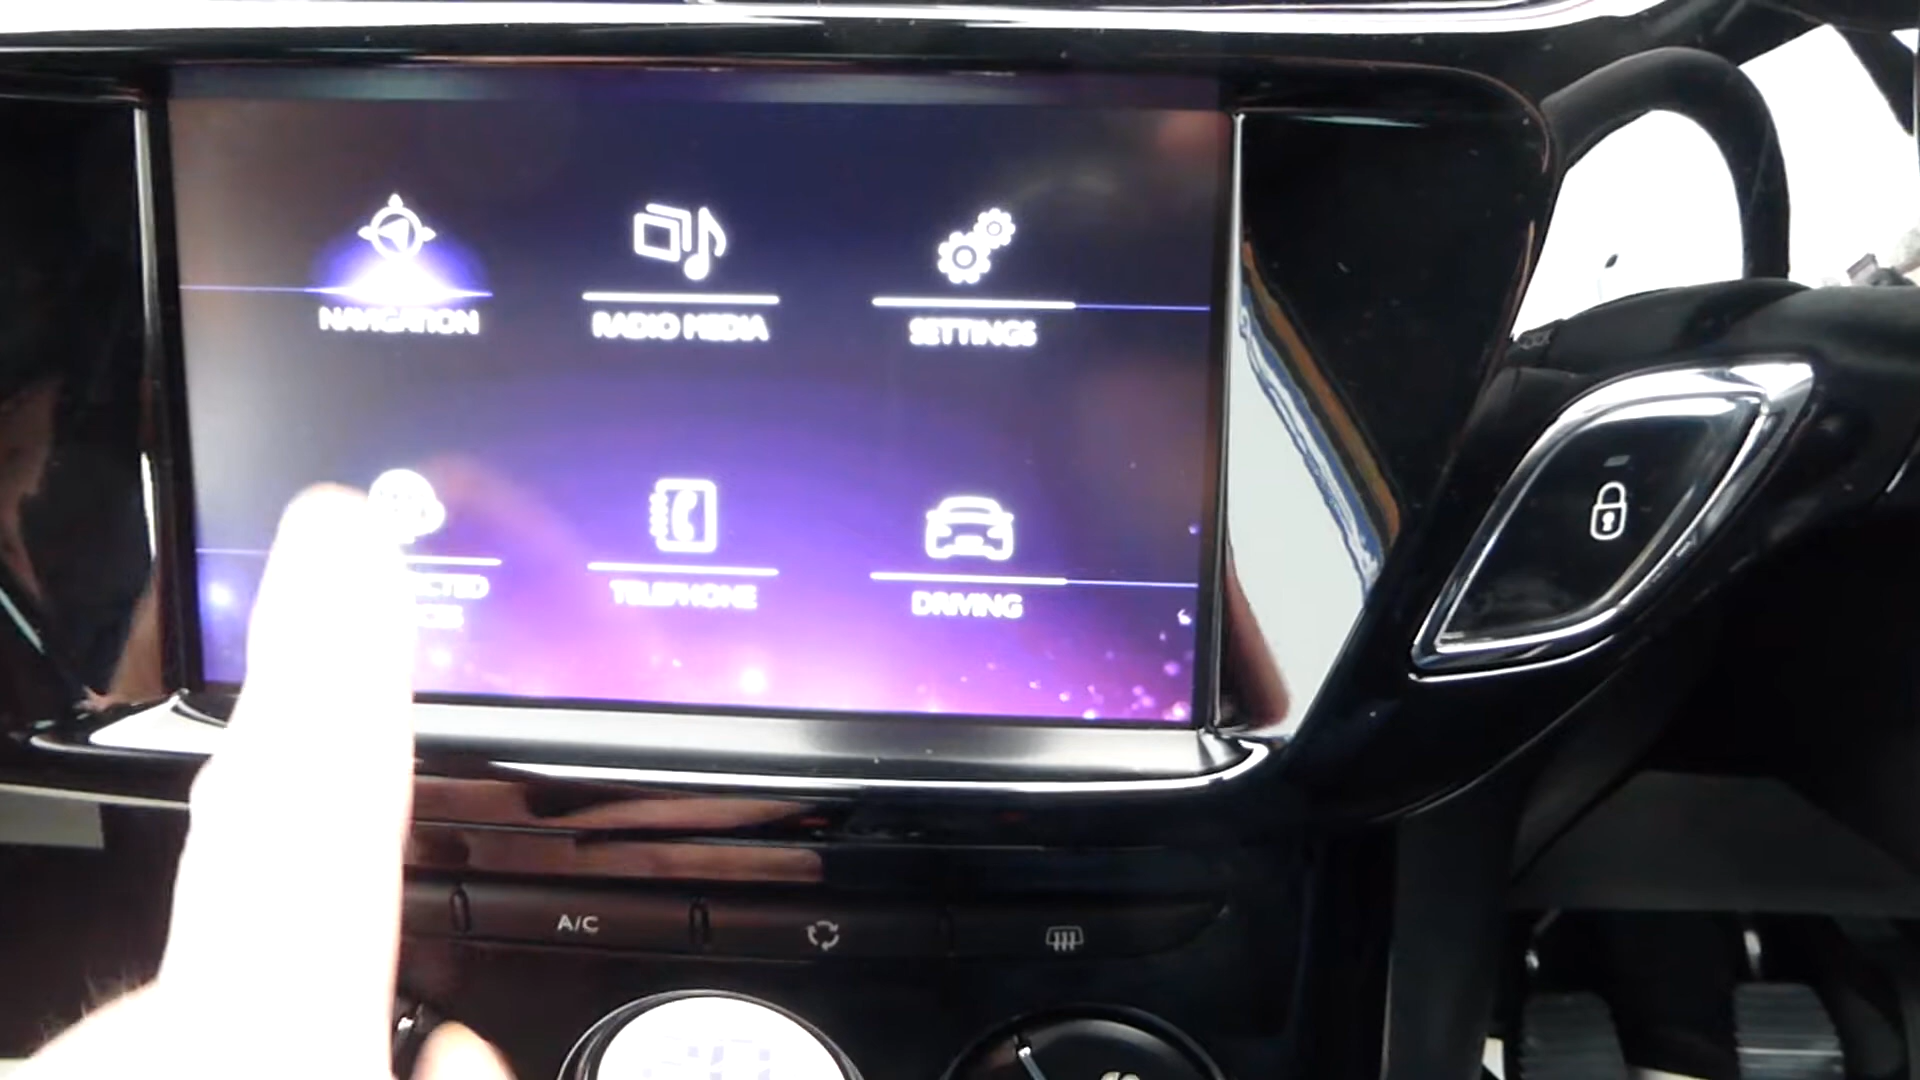 NAVIGATION
RADIO MEDIA
SETTINGS
TELEPHONE
DRIVING
A/C